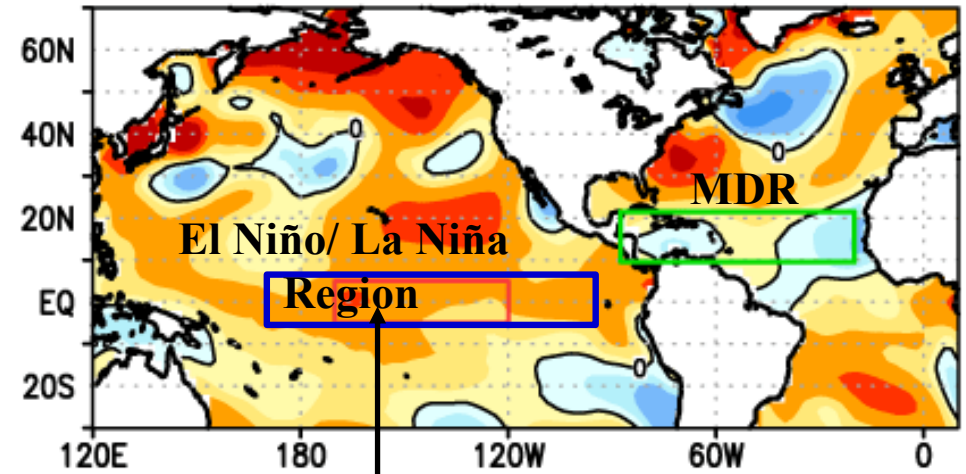 60N
40N
20N
EQ
20S
0
0
0
MDR
El Niño/ La Niña
Region
120E 180 120W 60W 0